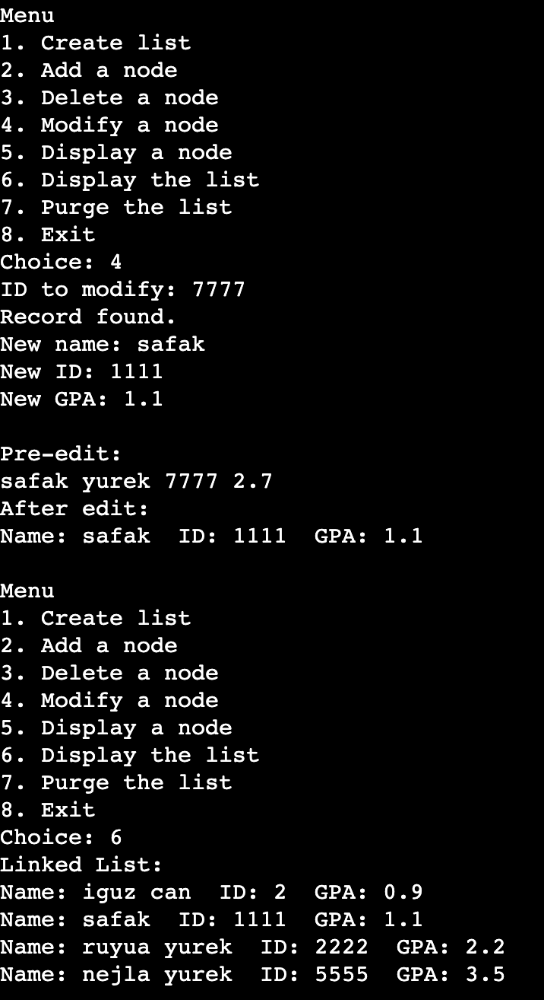 Menu
1. Create list
2. Add a node
3. Delete a node
4. Modify a node
5. Display a node
6. Display the list
7. Purge the list
8. Exit
Choice: 4
ID to modify: 7777
Record found.
New name: safak
New ID: 1111
New GPA: 1.1
Pre-edit:
safak yurek 7777 2.7
After edit:
Name: safak  ID: 1111  GPA: 1.1
Menu
1. Create list
2. Add a node
3. Delete a node
4. Modify a node
5. Display a node
6. Display the list
7. Purge the list
8. Exit
Choice: 6
Linked List:
Name: iguz can  ID: 2  GPA: 0.9
Name: safak  ID: 1111  GPA: 1.1
Name: ruyua yurek  ID: 2222  GPA: 2.2
Name: nejla yurek  ID: 5555  GPA: 3.5